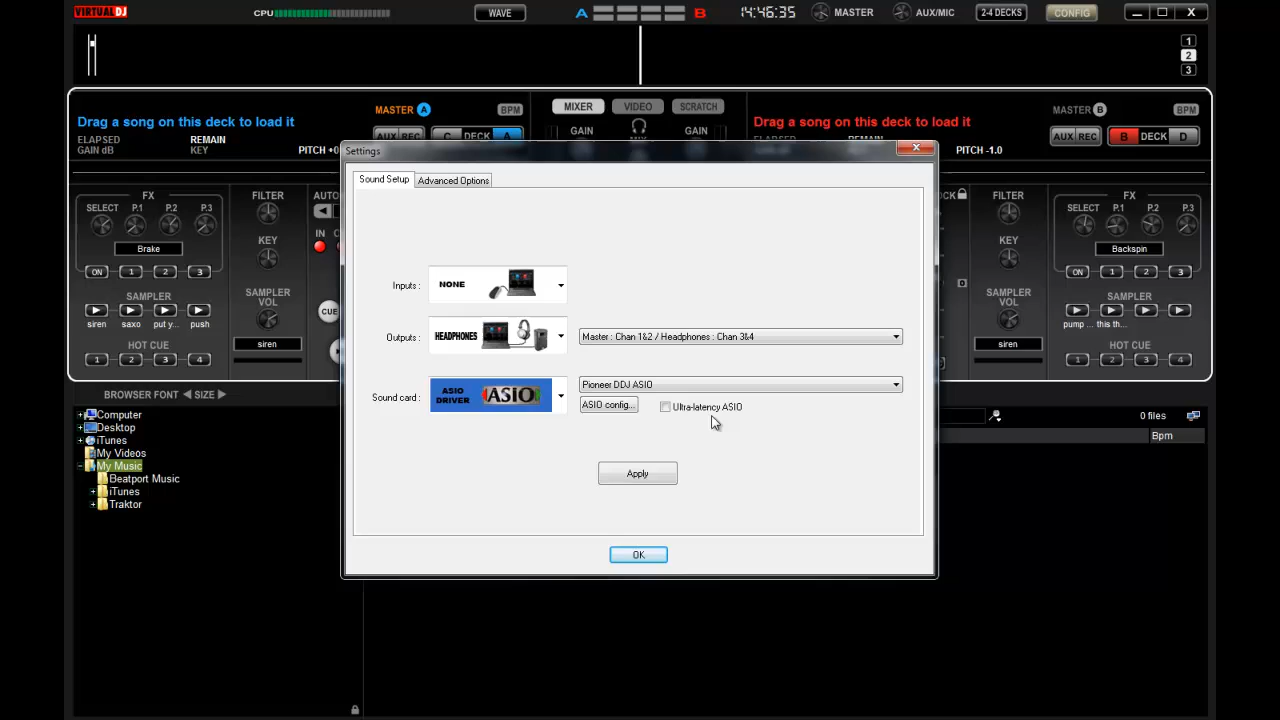 VIRTUALDJ
CPU
WAVE
A
B
14:46:35
MASTER
AUX/MIC
2-4 DECKS
CONFIG
X
1
2
3
MASTER A
BPM
Drag a song on this deck to load it
ELAPSED
REMAIN
GAIN dB
KEY
PITCH +0
AUX REC
C DECK A
MIXER
VIDEO
SCRATCH
GAIN
GAIN
MASTER B
BPM
Drag a song on this deck to load it
PITCH -1.0
AUX REC
B DECK D
Settings
Sound Setup
Advanced Options
Inputs :
NONE
Outputs :
HEADPHONES
Master : Chan 1&2 / Headphones : Chan 3&4
Sound card :
ASIO
DRIVER
ASIO
Pioneer DDJ ASIO
ASIO config...
Ultra-latency ASIO
Apply
OK
FX
SELECT P.1 P.2 P.3
Brake
ON 1 2 3
SAMPLER
siren saxo put y... push
HOT CUE
1 2 3 4
FILTER
KEY
SAMPLER
VOL
siren
AUTO
IN
CUE
FILTER
KEY
SAMPLER
VOL
siren
FX
SELECT P.1 P.2 P.3
Backspin
ON 1 2 3
SAMPLER
pump ... this th...
HOT CUE
1 2 3 4
BROWSER FONT SIZE
Computer
Desktop
iTunes
My Videos
My Music
Beatport Music
iTunes
Traktor
0 files
Bpm